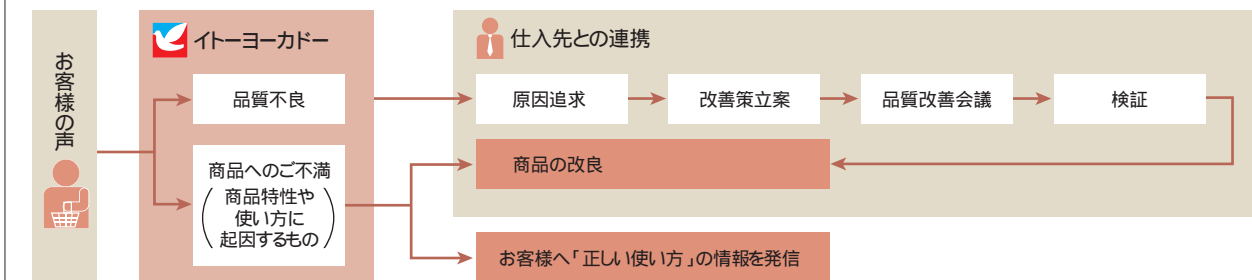 お客様の声
イトーヨーカドー
品質不良
商品へのご不満
(商品特性や
使い方に
起因するもの)
仕入先との連携
原因追求
改善策立案
品質改善会議
検証
商品の改良
お客様へ「正しい使い方」の情報を発信